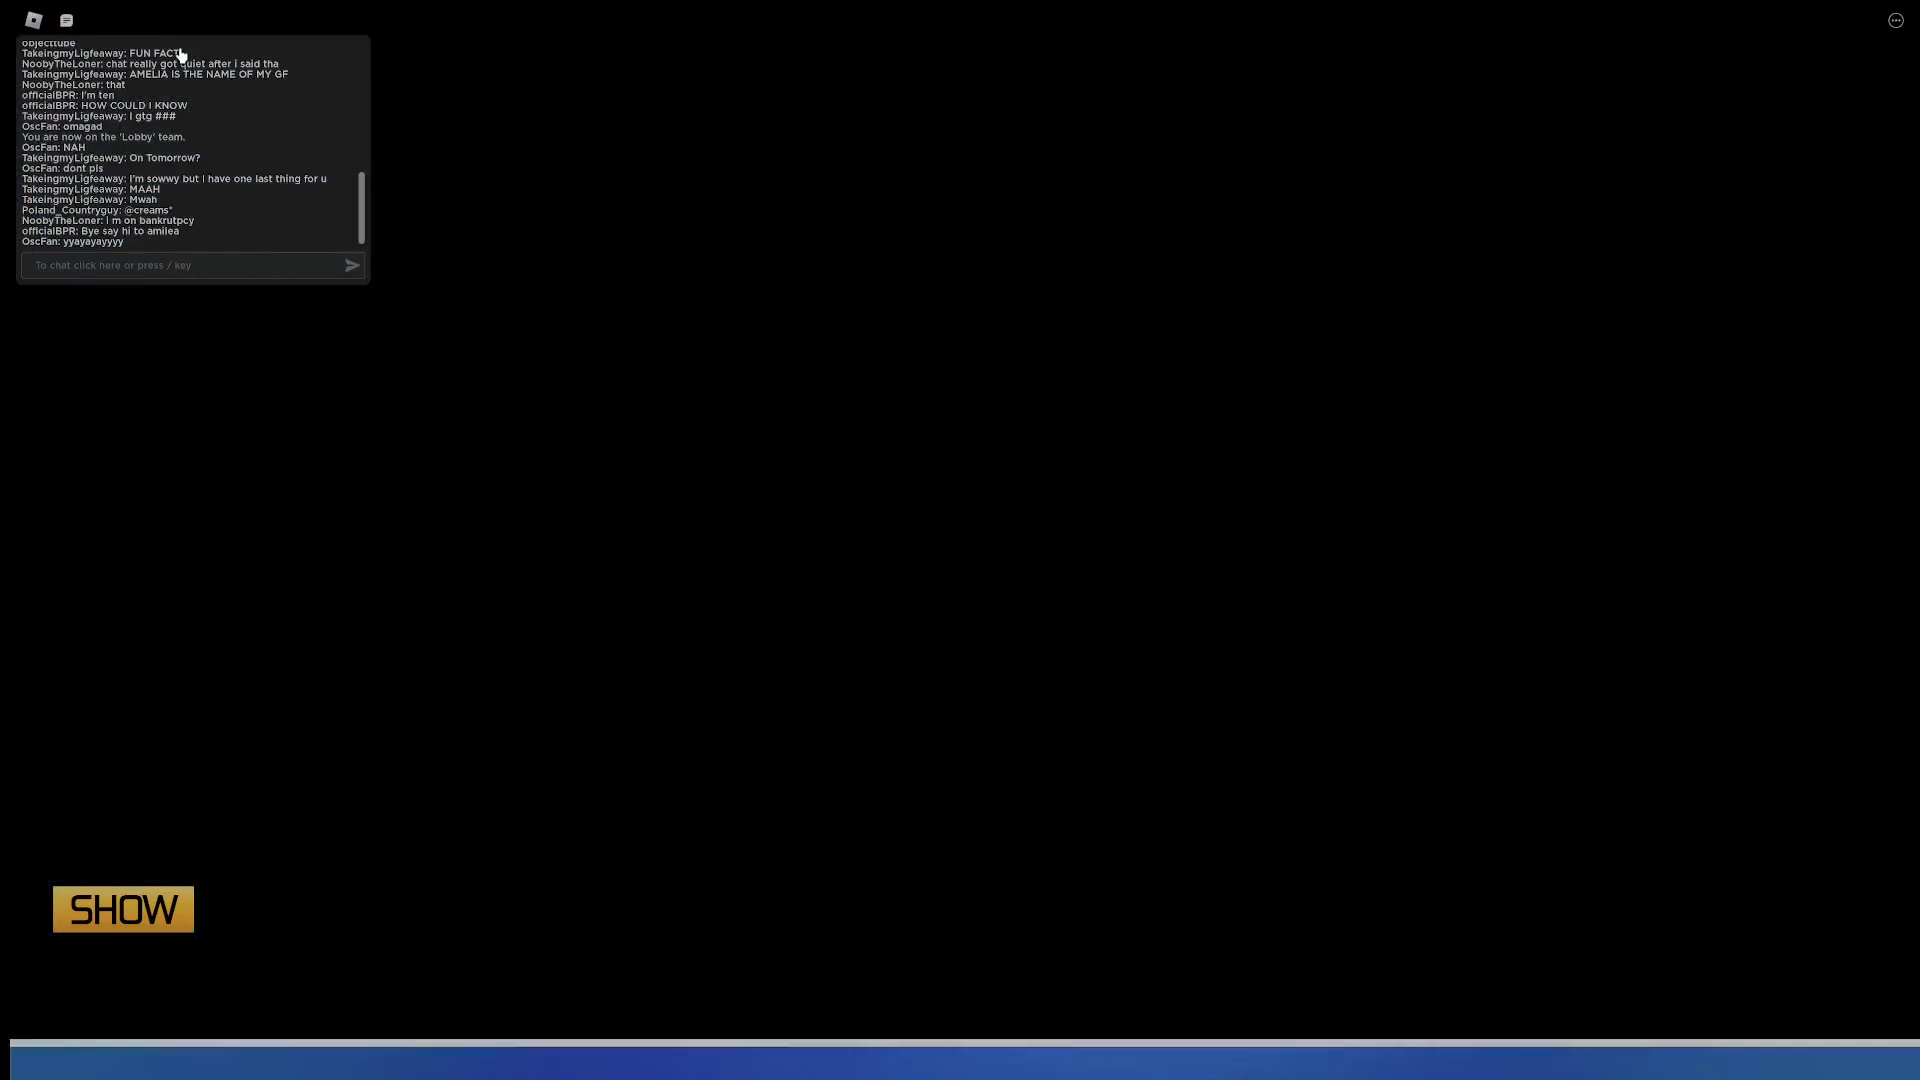 objecttube
TakeingmyLigfeaway: FUN FACT
NoobyTheLoner: chat really got quiet after i said tha
TakeingmyLigfeaway: AMELIA IS THE NAME OF MY GF
NoobyTheLoner: that
officialBPR: I'm ten
officialBPR: HOW COULD I KNOW
TakeingmyLigfeaway: I gtg ###
OscFan: omagad
You are now on the 'Lobby' team.
OscFan: NAH
TakeingmyLigfeaway: On Tomorrow?
OscFan: dont pls
TakeingmyLigfeaway: I'm sowwy but I have one last thing for u
TakeingmyLigfeaway: MAAH
TakeingmyLigfeaway: Mwah
Poland_Countryguy: @creams*
NoobyTheLoner: I m on bankrutpcy
officialBPR: Bye say hi to amilea
OscFan: yyayayayyyy
To chat click here or press / key
SHOW